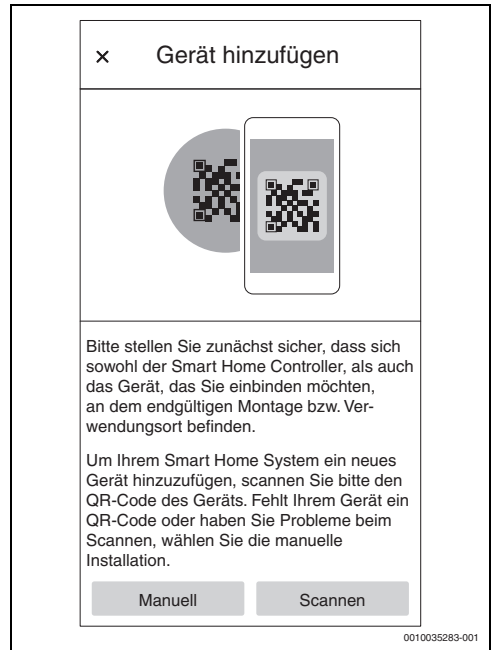 × Gerät hinzufügen
Bitte stellen Sie zunächst sicher, dass sich
sowohl der Smart Home Controller, als auch
das Gerät, das Sie einbinden möchten,
an dem endgültigen Montage bzw. Ver-
wendungsort befinden.
Um Ihrem Smart Home System ein neues
Gerät hinzuzufügen, scannen Sie bitte den
QR-Code des Geräts. Fehlt Ihrem Gerät ein
QR-Code oder haben Sie Probleme beim
Scannen, wählen Sie die manuelle
Installation.
Manuell Scannen
0010035283-001